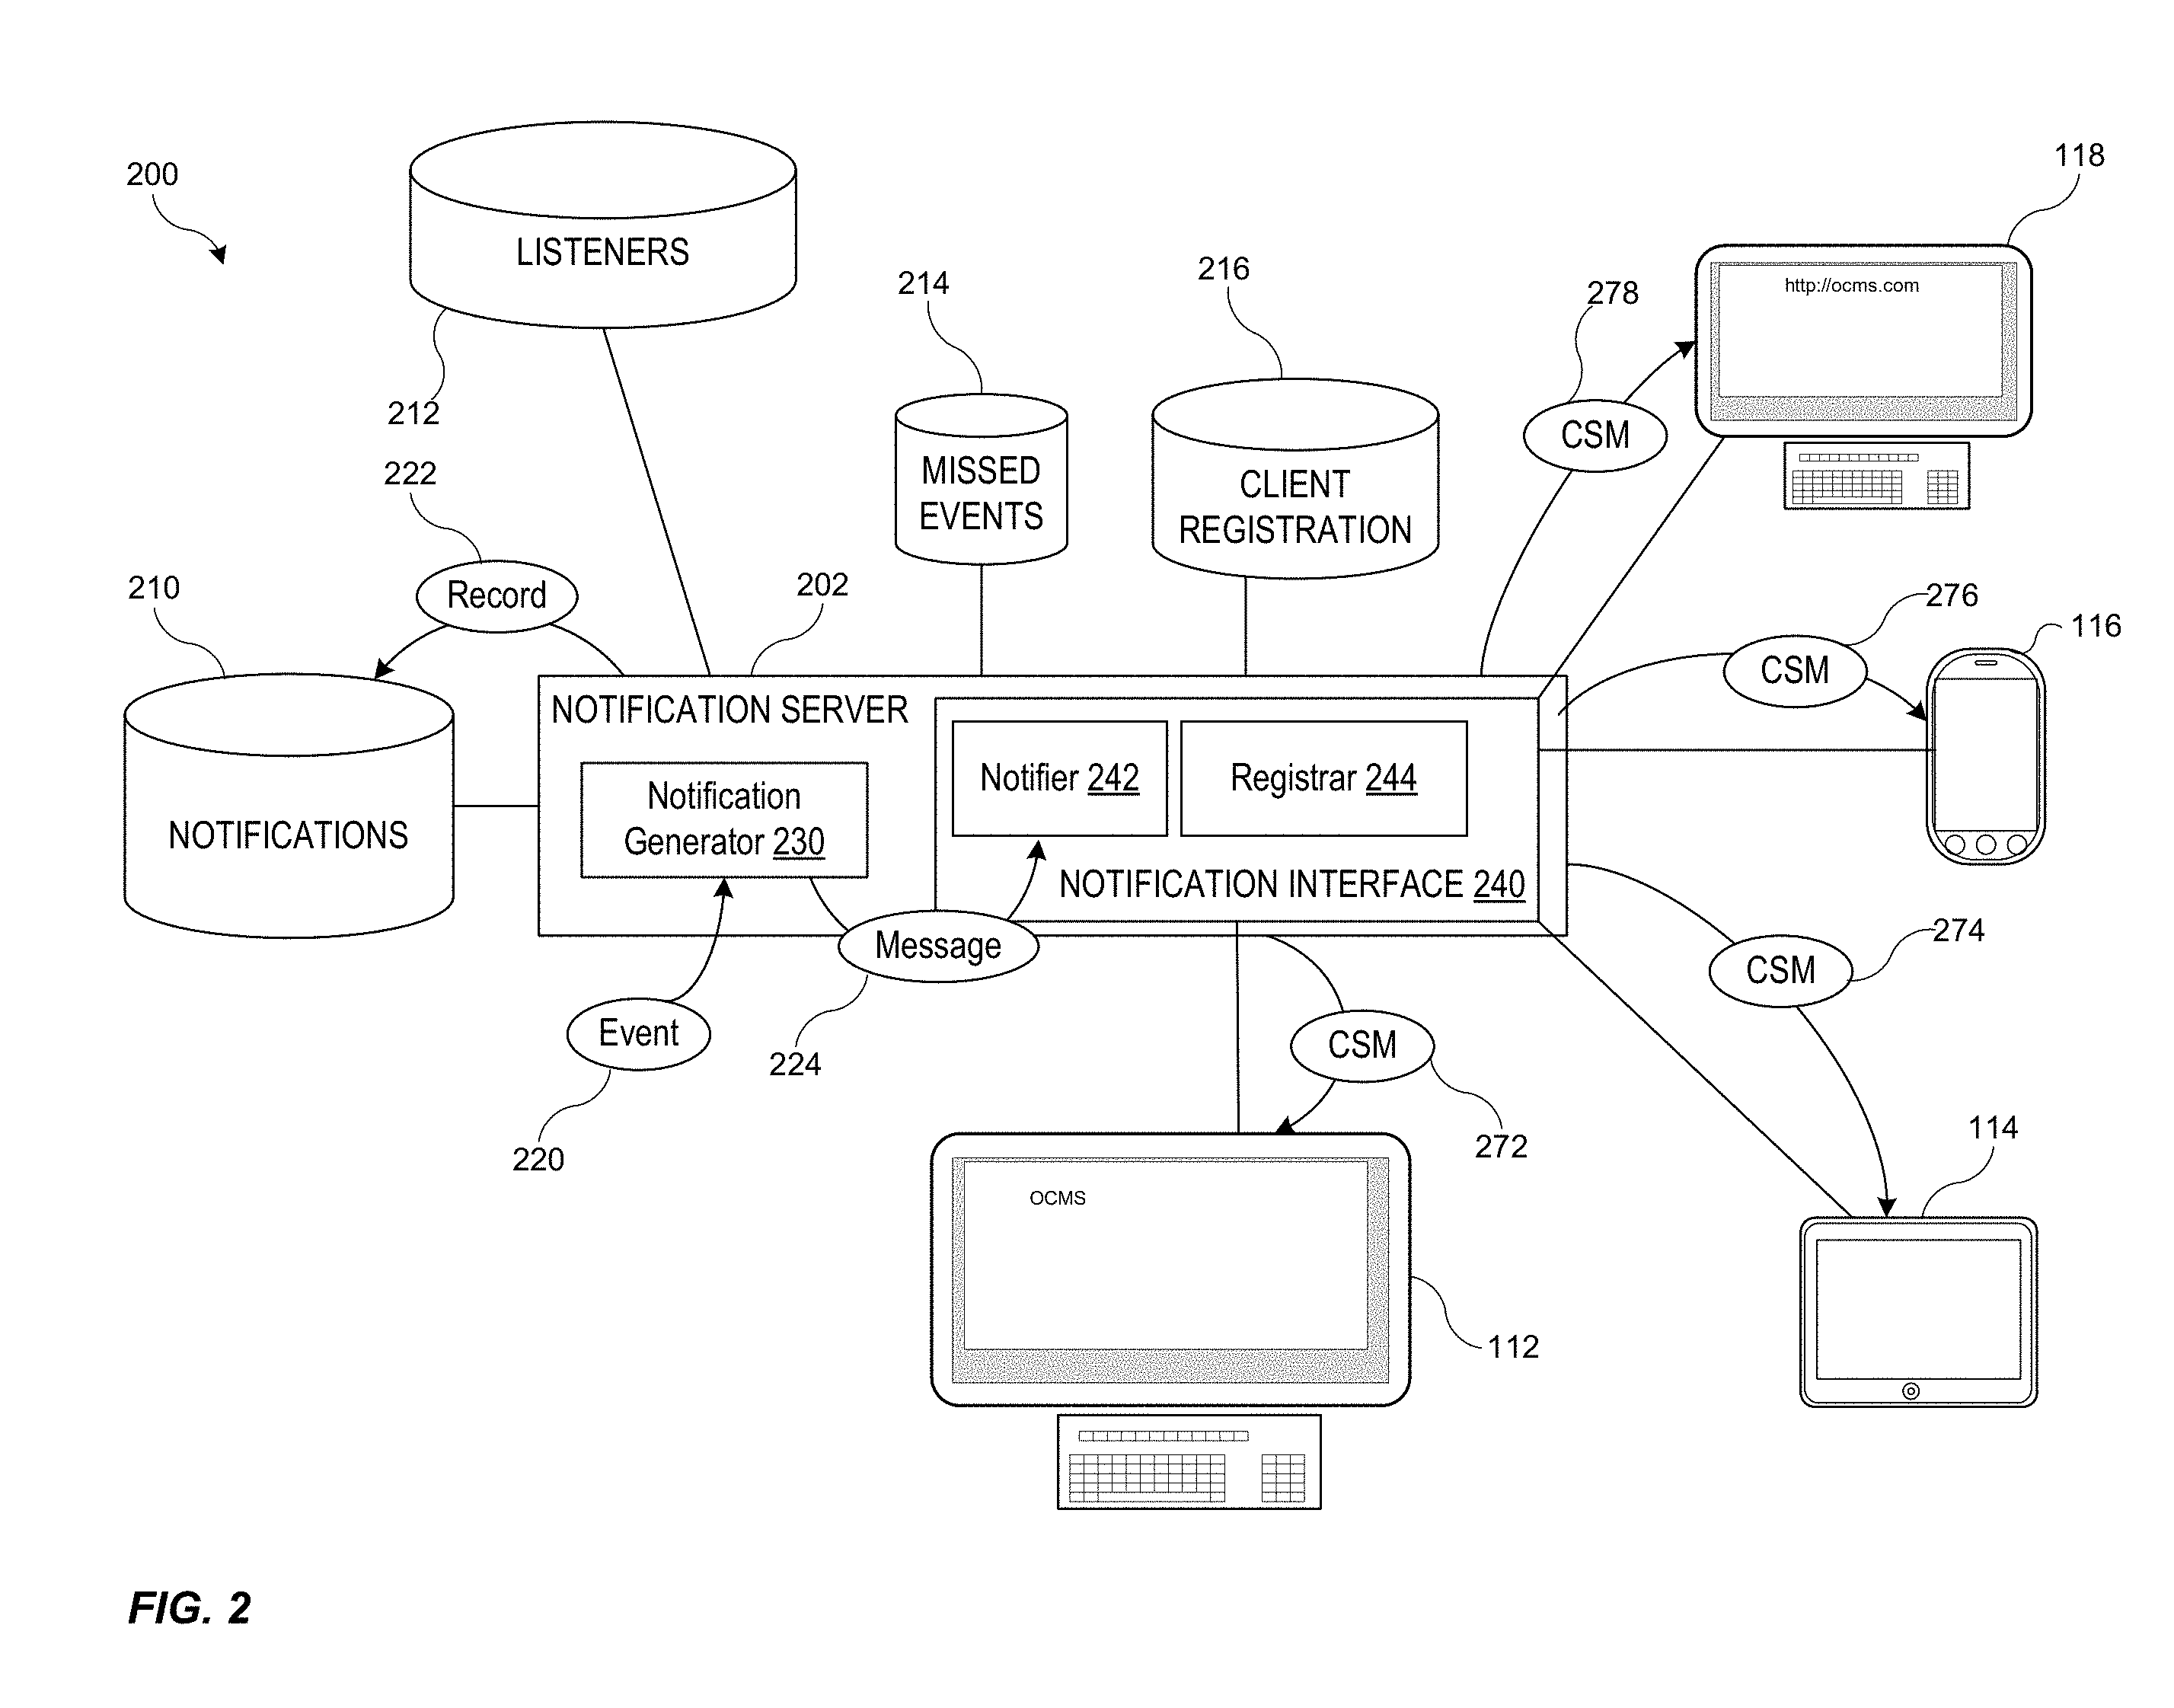 200
LISTENERS
118
http://ocms.com
214
216
278
212
CSM
222
MISSED
EVENTS
CLIENT
REGISTRATION
210
Record
202
276
116
CSM
NOTIFICATION SERVER
Notifier 242
Registrar 244
Notification
Generator 230
NOTIFICATIONS
NOTIFICATION INTERFACE 240
Message
274
CSM
Event
224
CSM
220
272
114
OCMS
112
FIG. 2